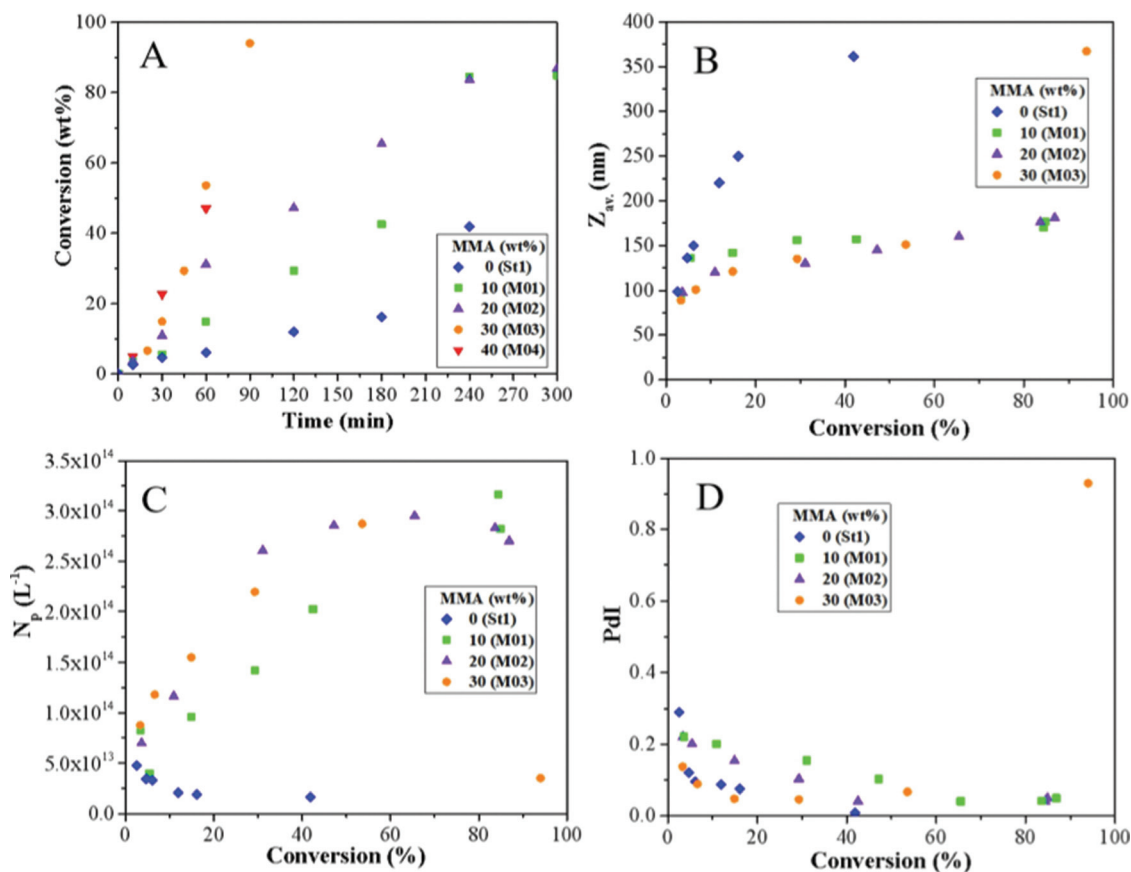 A
Conversion (wt%)
100
80
60
40
20
0
MMA (wt%)
0 (St1)
10 (M01)
20 (M02)
30 (M03)
40 (M04)
0 30 60 90 120 150 180 210 240 270 300
Time (min)
B
Zav. (nm)
400
350
300
250
200
150
100
50
0
MMA (wt%)
0 (St1)
10 (M01)
20 (M02)
30 (M03)
0 20 40 60 80 100
Conversion (%)
C
Np (L-1)
3.5x10^14
3.0x10^14
2.5x10^14
2.0x10^14
1.5x10^14
1.0x10^14
5.0x10^13
0.0
MMA (wt%)
0 (St1)
10 (M01)
20 (M02)
30 (M03)
0 20 40 60 80 100
Conversion (%)
D
PdI
1.0
0.8
0.6
0.4
0.2
0.0
MMA (wt%)
0 (St1)
10 (M01)
20 (M02)
30 (M03)
0 20 40 60 80 100
Conversion (%)